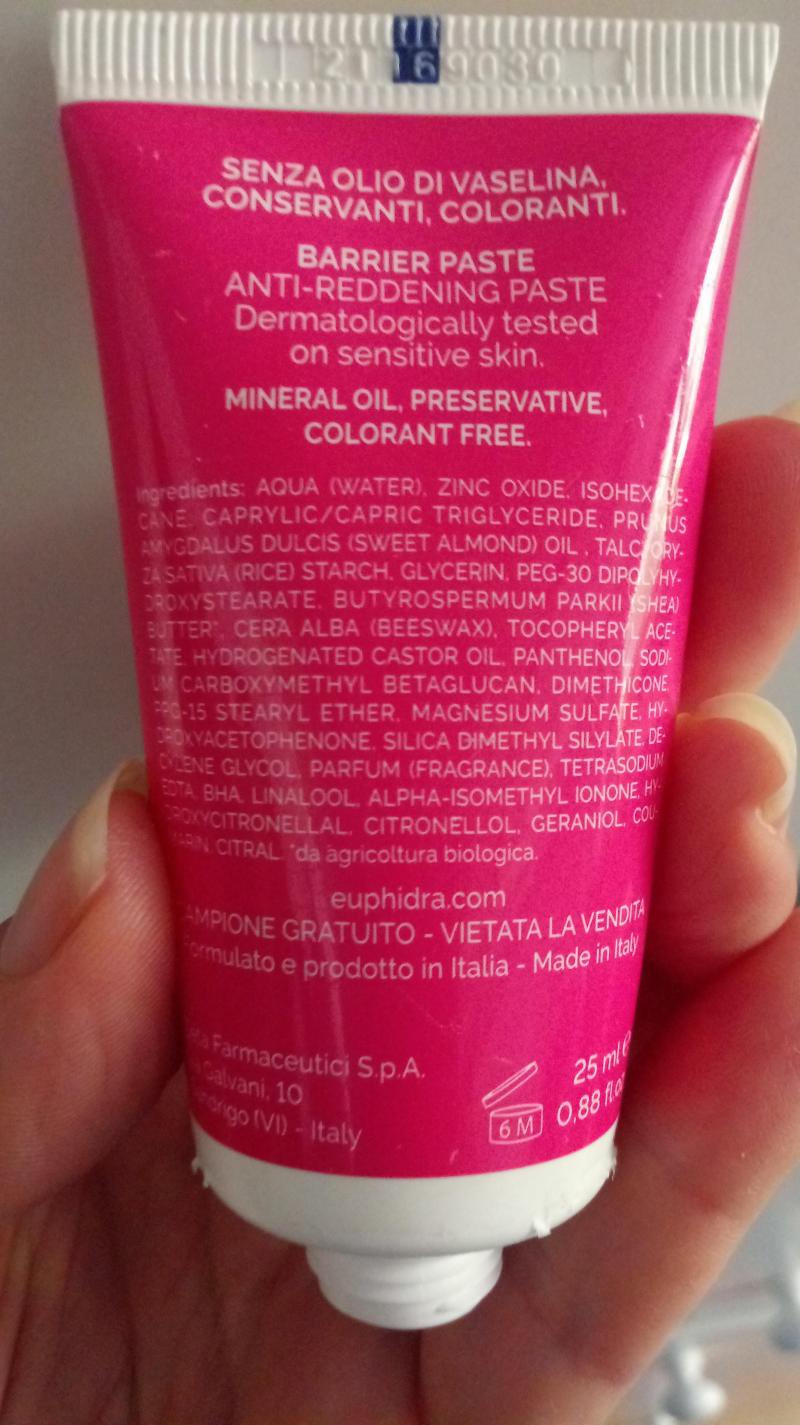 2169030
SENZA OLIO DI VASELINA,
CONSERVANTI, COLORANTI.
BARRIER PASTE
ANTI-REDDENING PASTE
Dermatologically tested
on sensitive skin.
MINERAL OIL, PRESERVATIVE,
COLORANT FREE.
Ingredients: AQUA (WATER), ZINC OXIDE, ISOHEXADE-
CANE, CAPRYLIC/CAPRIC TRIGLYCERIDE, PRUNUS
AMYGDALUS DULCIS (SWEET ALMOND) OIL , TALC, ORY-
ZA SATIVA (RICE) STARCH, GLYCERIN, PEG-30 DIPOLYHY-
DROXYSTEARATE, BUTYROSPERMUM PARKII (SHEA)
BUTTER*, CERA ALBA (BEESWAX), TOCOPHERYL ACE-
TATE, HYDROGENATED CASTOR OIL, PANTHENOL, SODI-
UM CARBOXYMETHYL BETAGLUCAN, DIMETHICONE,
PPG-15 STEARYL ETHER, MAGNESIUM SULFATE, HY-
DROXYACETOPHENONE, SILICA DIMETHYL SILYLATE, DE-
CYLENE GLYCOL, PARFUM (FRAGRANCE), TETRASODIUM
EDTA, BHA, LINALOOL, ALPHA-ISOMETHYL IONONE, HY-
DROXYCITRONELLAL, CITRONELLOL, GERANIOL, COU-
MARIN, CITRAL. *da agricoltura biologica.
euphidra.com
CAMPIONE GRATUITO - VIETATA LA VENDITA
Formulato e prodotto in Italia - Made in Italy
Farmaceutici S.p.A.
Galvani, 10
(VI) - Italy
6 M
25 ml e
0,88 fl.oz